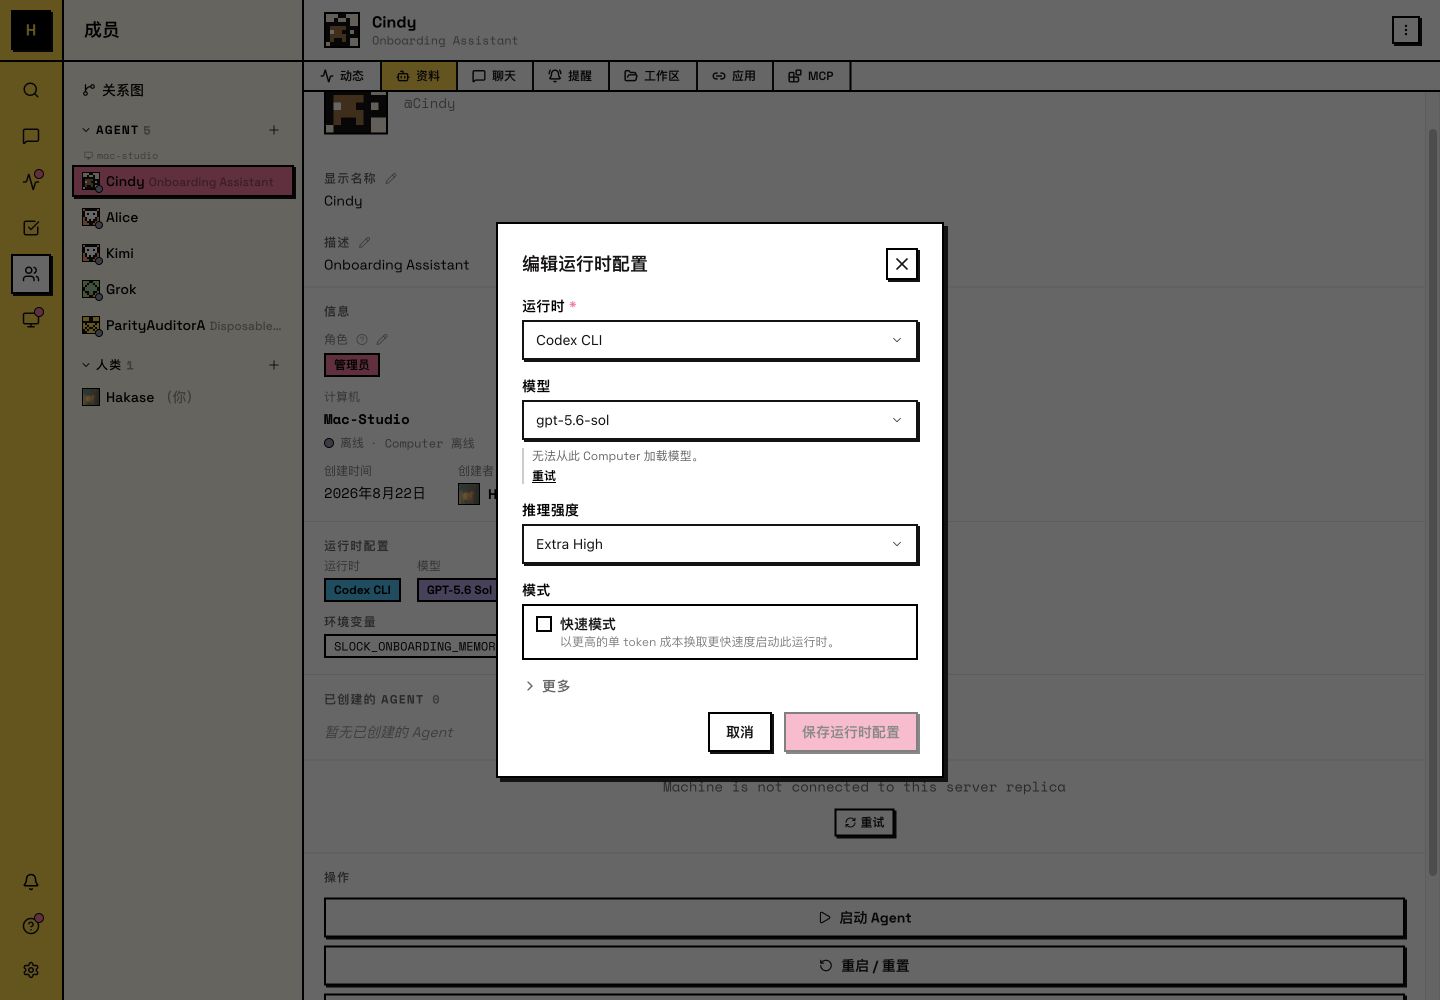 H
成员
Cindy
Onboarding Assistant
动态
资料
聊天
提醒
工作区
应用
MCP
关系图
AGENT 5
mac-studio
Cindy Onboarding Assistant
Alice
Kimi
Grok
ParityAuditorA Disposable...
人类 1
Hakase （你）
@Cindy
显示名称
Cindy
描述
Onboarding Assistant
信息
角色
管理员
计算机
Mac-Studio
离线 · Computer 离线
创建时间
创建者
2026年8月22日
H
运行时配置
运行时
模型
Codex CLI
GPT-5.6 Sol
环境变量
SLOCK_ONBOARDING_MEMOR
已创建的 AGENT 0
暂无已创建的 Agent
编辑运行时配置
运行时 *
Codex CLI
模型
gpt-5.6-sol
无法从此 Computer 加载模型。
重试
推理强度
Extra High
模式
快速模式
以更高的单 token 成本换取更快速度启动此运行时。
更多
取消
保存运行时配置
Machine is not connected to this server replica
重试
操作
启动 Agent
重启 / 重置